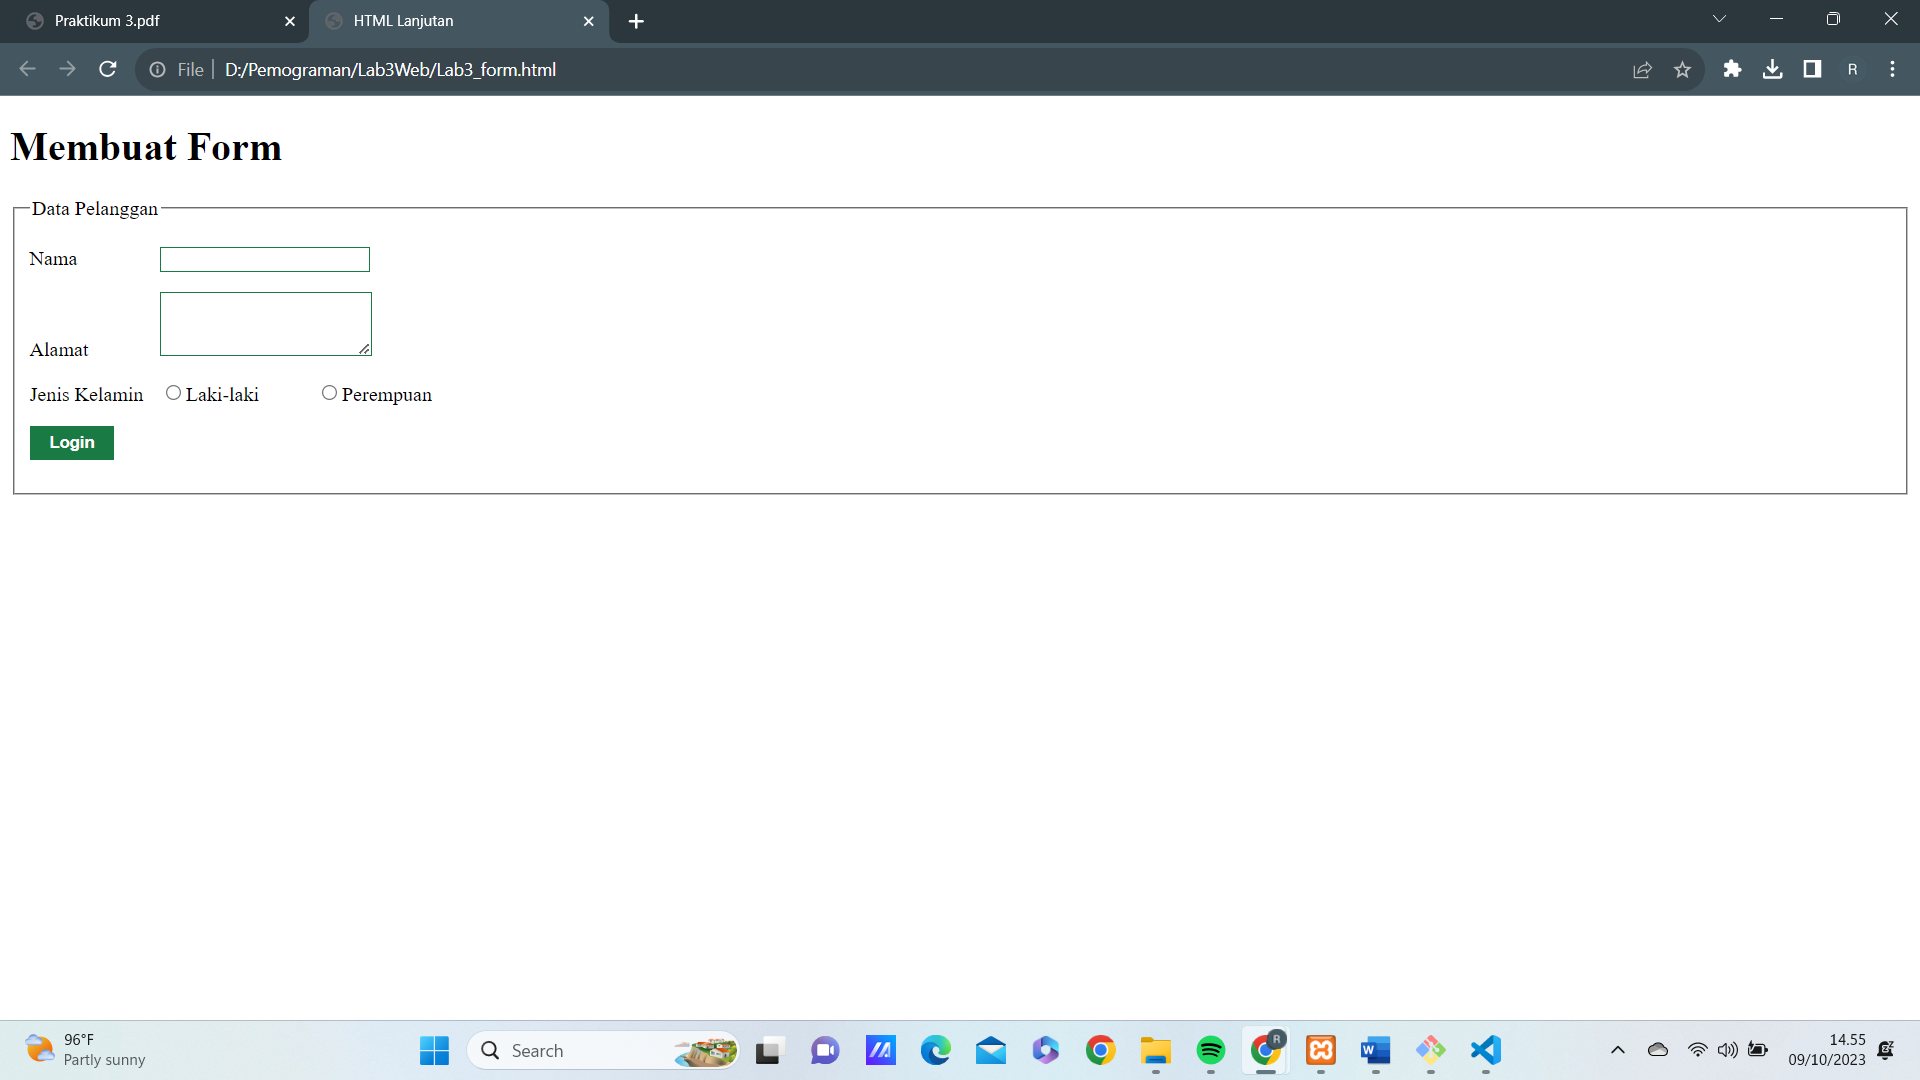 Praktikum 3.pdf
HTML Lanjutan
File
D:/Pemograman/Lab3Web/Lab3_form.html
R
Membuat Form
Data Pelanggan
Nama
Alamat
Jenis Kelamin
Laki-laki
Perempuan
Login
96°F
Partly sunny
Search
R
W
14.55
09/10/2023